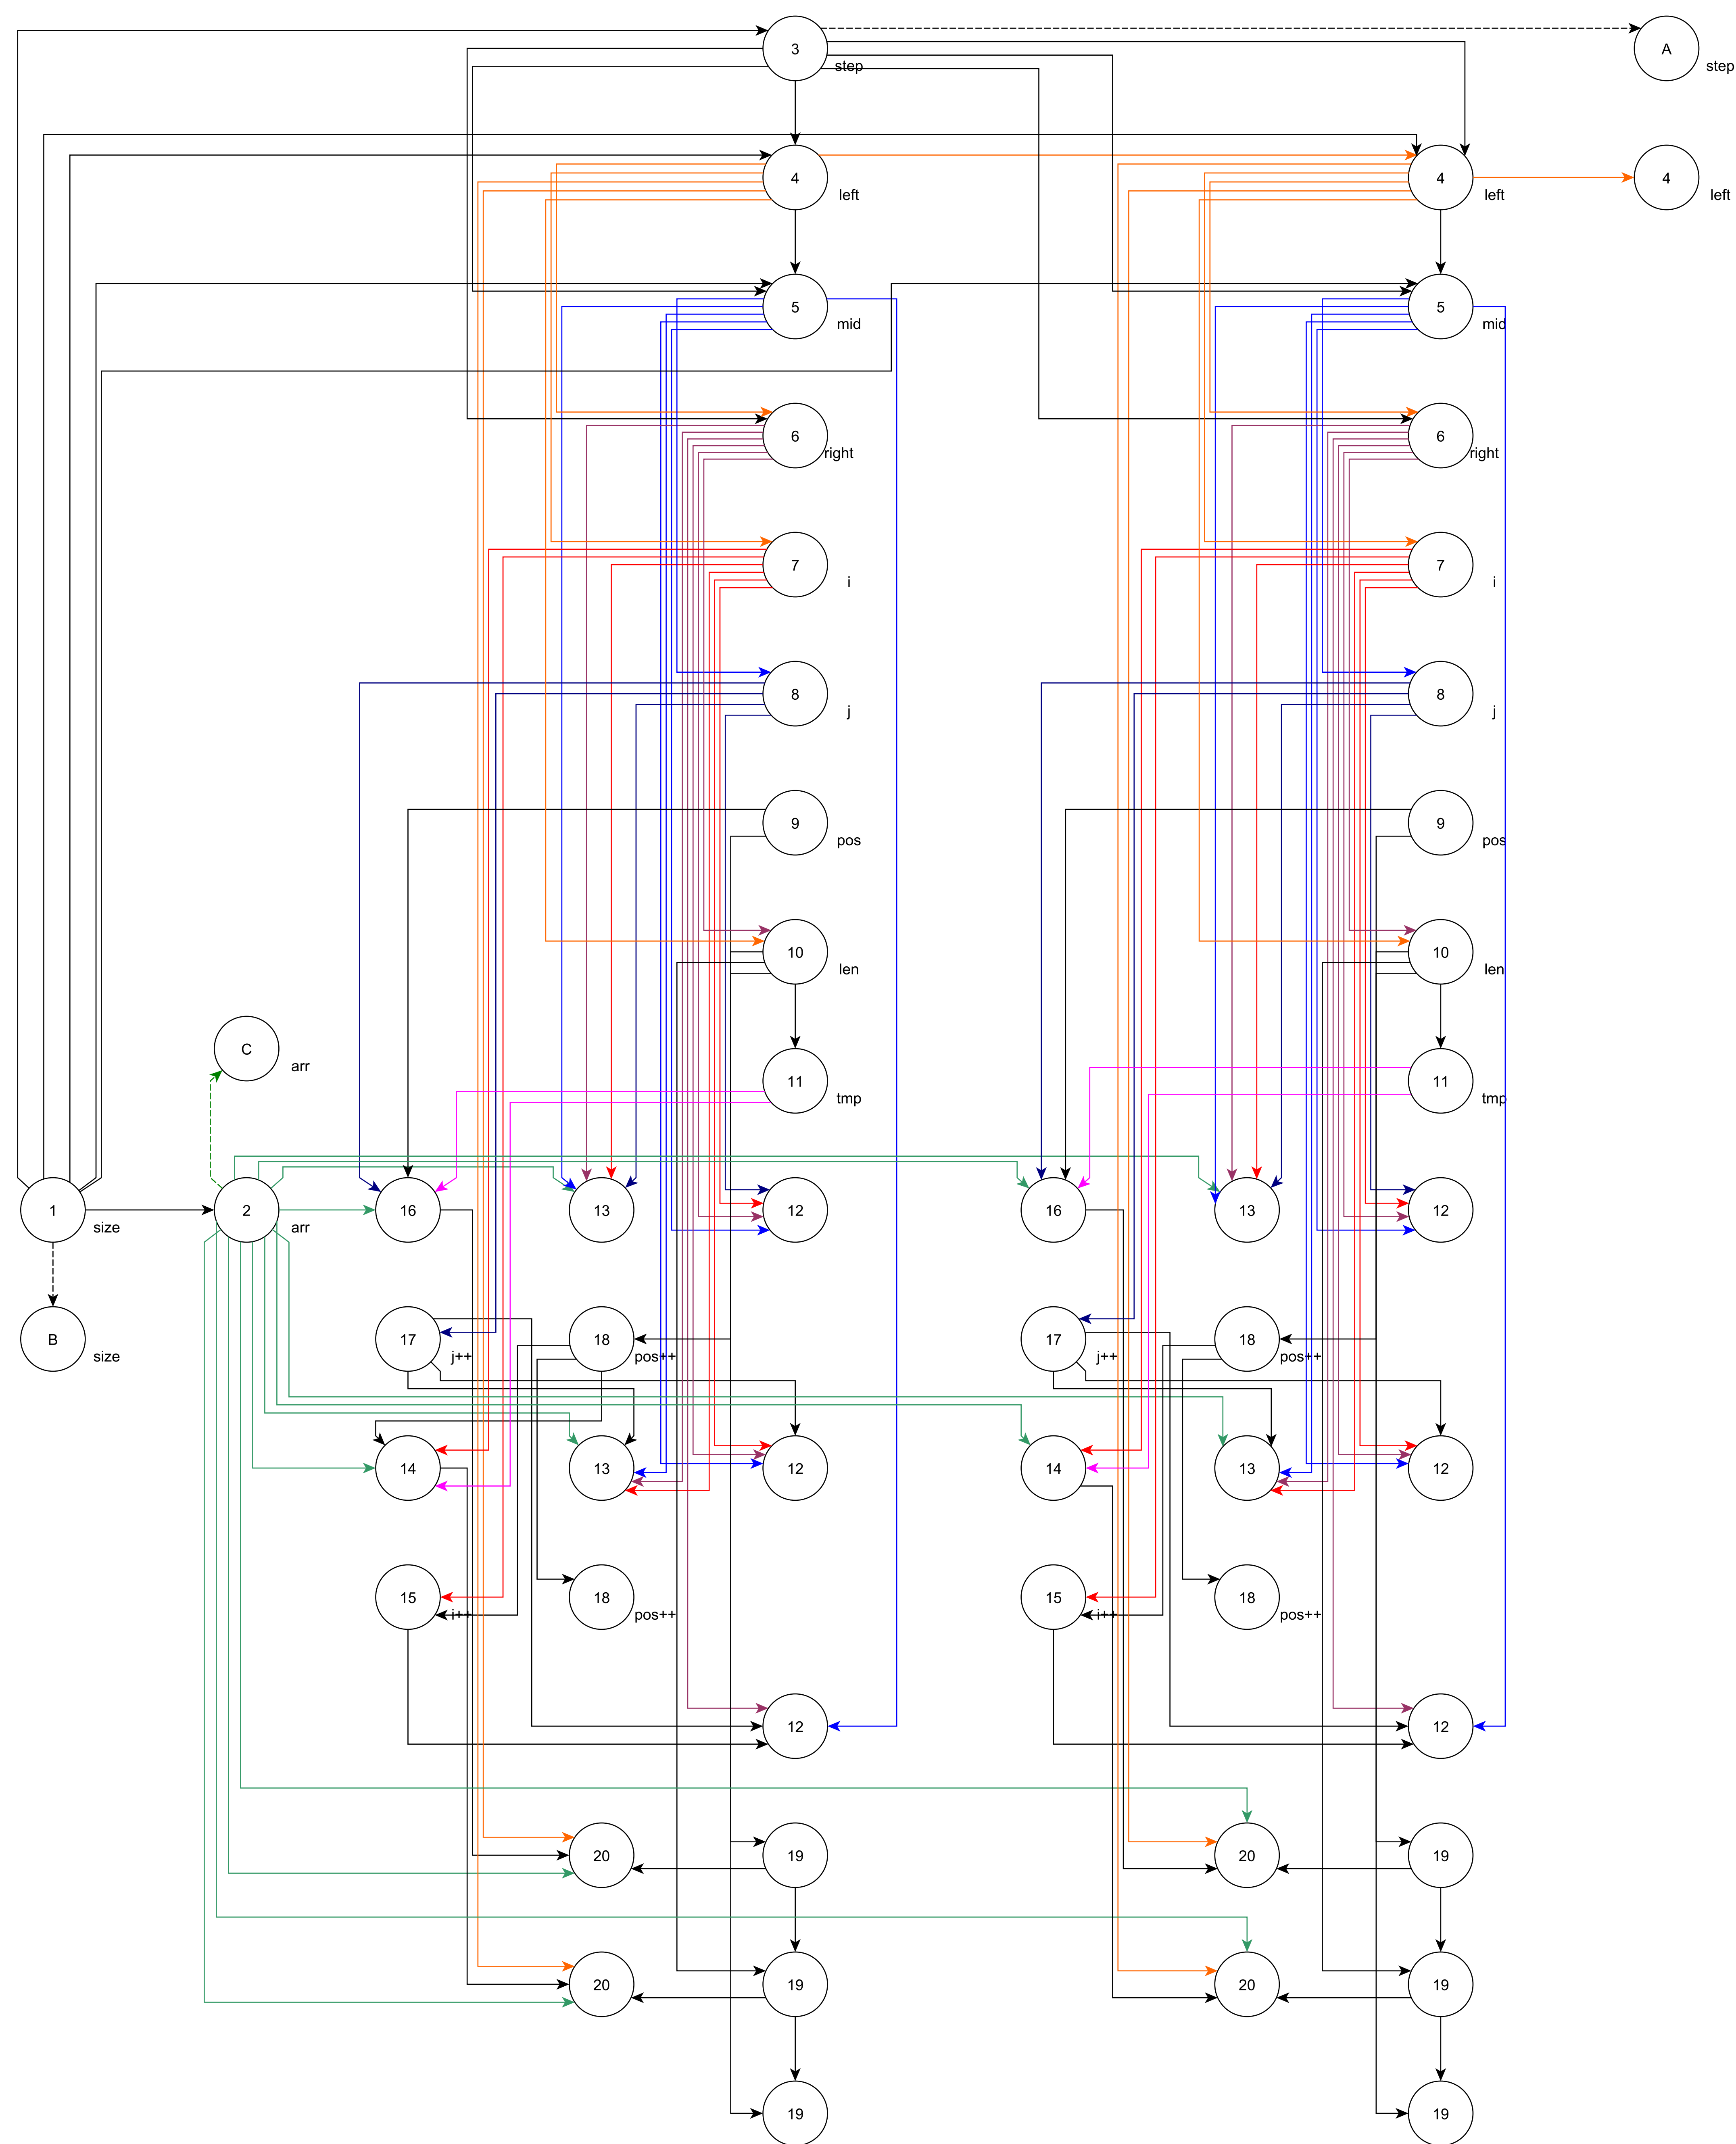 3 A
step step
4 4 4
left left left
5 5
mid mid
6 6
right right
7 7
i i
8 8
j j
9 9
pos pos
10 10
len len
C
arr
11 11
tmp tmp
1 2 16 13 12 16 13 12
size arr
B 17 18 17 18
size j++ pos++ j++ pos++
14 13 12 14 13 12
15 18 15 18
i++ pos++ i++ pos++
12 12
20 19 20 19
20 19 20 19
19 19